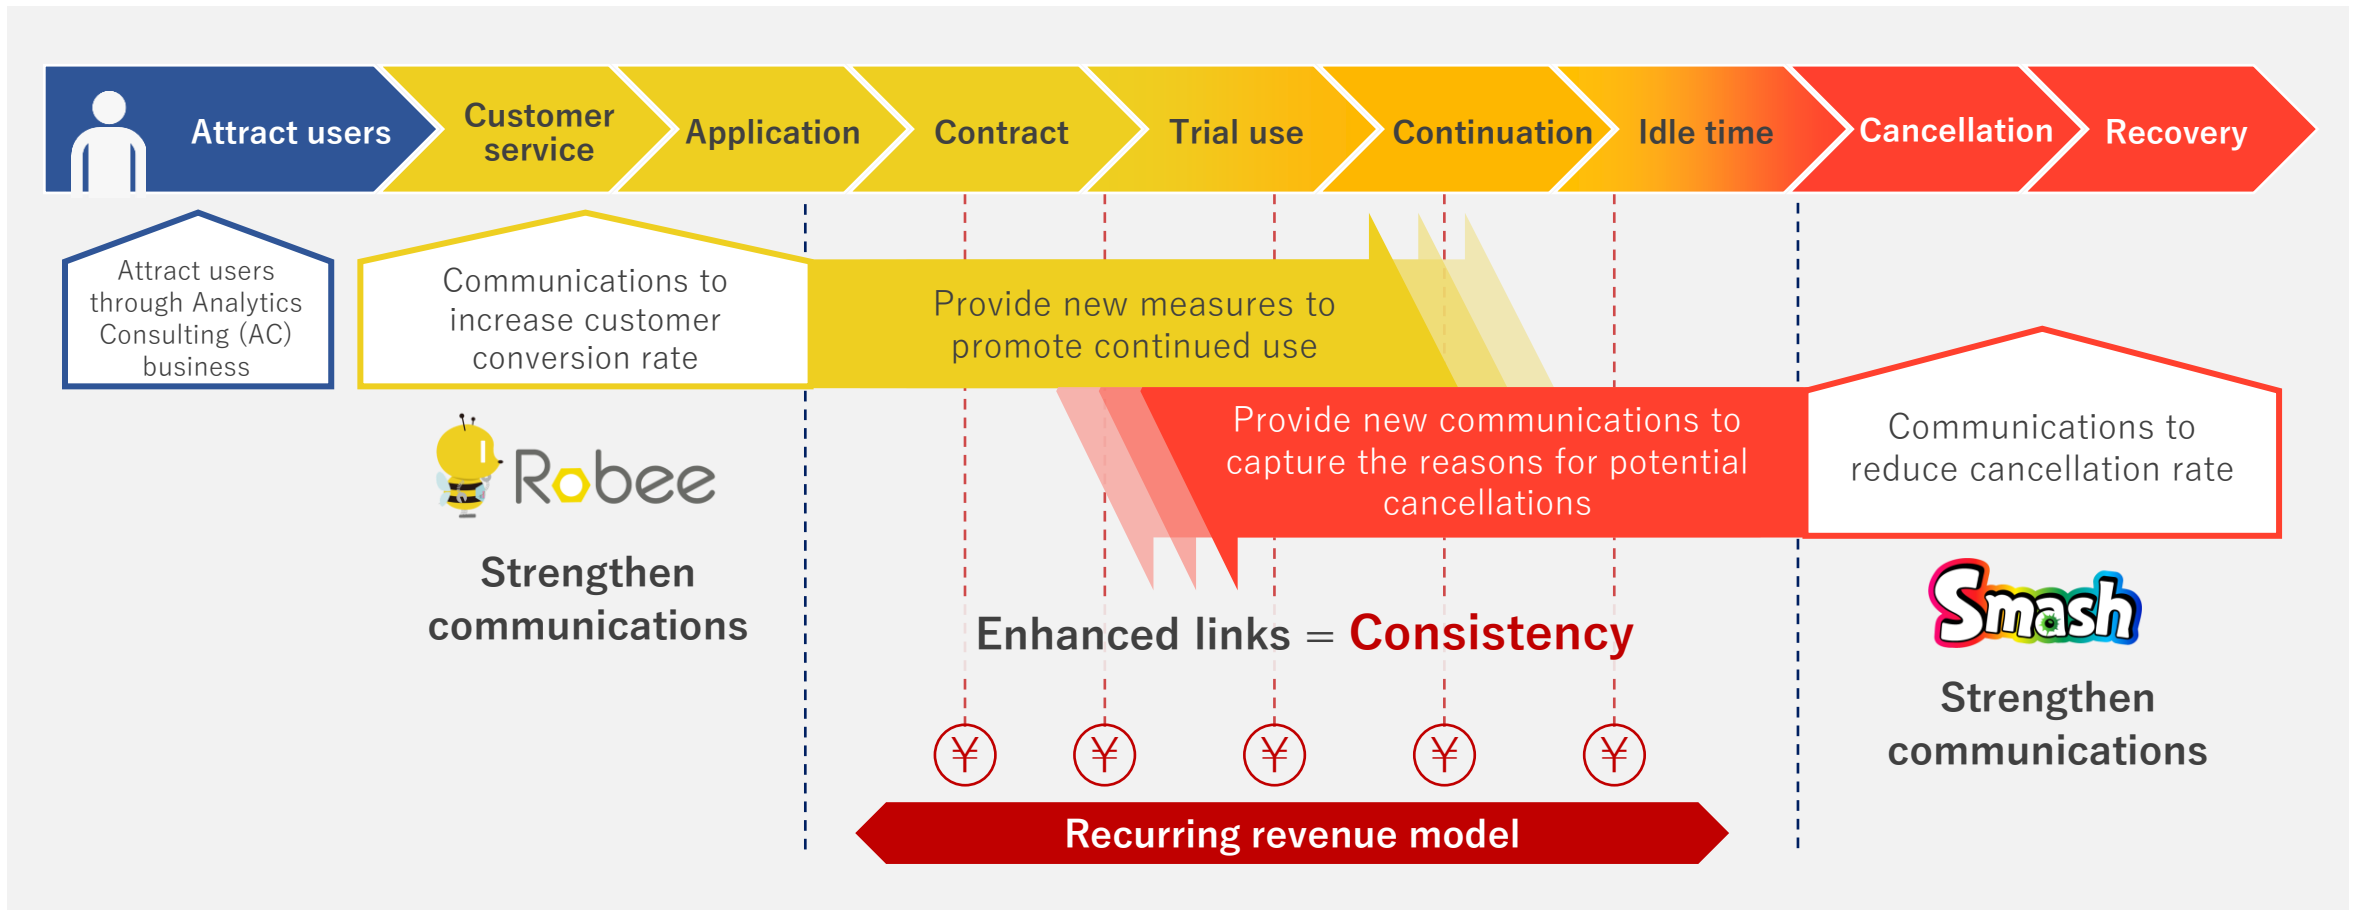 Attract users
Customer
service
Application
Contract
Trial use
Continuation
Idle time
Cancellation
Recovery
Attract users
through Analytics
Consulting (AC)
business
Communications to
increase customer
conversion rate
Provide new measures to
promote continued use
Provide new communications to
capture the reasons for potential
cancellations
Communications to
reduce cancellation rate
Robee
Strengthen
communications
Enhanced links = Consistency
Smash
Strengthen
communications
¥ ¥ ¥ ¥ ¥
Recurring revenue model